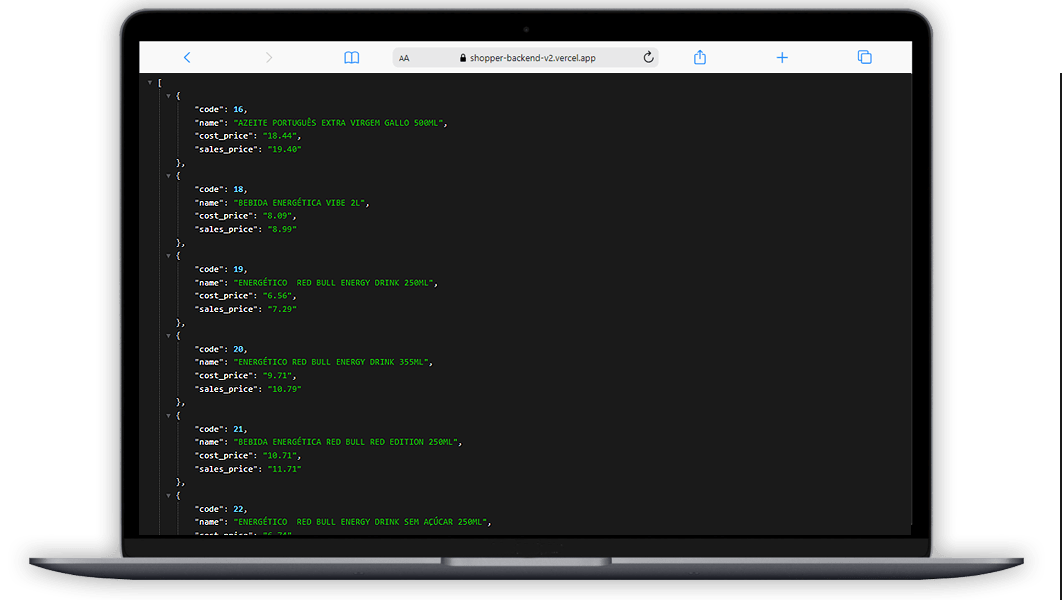 AA shopper-backend-v2.vercel.app
[
{
"code": 16,
"name": "AZEITE PORTUGUÊS EXTRA VIRGEM GALLO 500ML",
"cost_price": "18.44",
"sales_price": "19.40"
},
{
"code": 18,
"name": "BEBIDA ENERGÉTICA VIBE 2L",
"cost_price": "8.09",
"sales_price": "8.99"
},
{
"code": 19,
"name": "ENERGÉTICO  RED BULL ENERGY DRINK 250ML",
"cost_price": "6.56",
"sales_price": "7.29"
},
{
"code": 20,
"name": "ENERGÉTICO RED BULL ENERGY DRINK 355ML",
"cost_price": "9.71",
"sales_price": "10.79"
},
{
"code": 21,
"name": "BEBIDA ENERGÉTICA RED BULL RED EDITION 250ML",
"cost_price": "10.71",
"sales_price": "11.71"
},
{
"code": 22,
"name": "ENERGÉTICO  RED BULL ENERGY DRINK SEM AÇÚCAR 250ML",
"cost_price": "6.74"